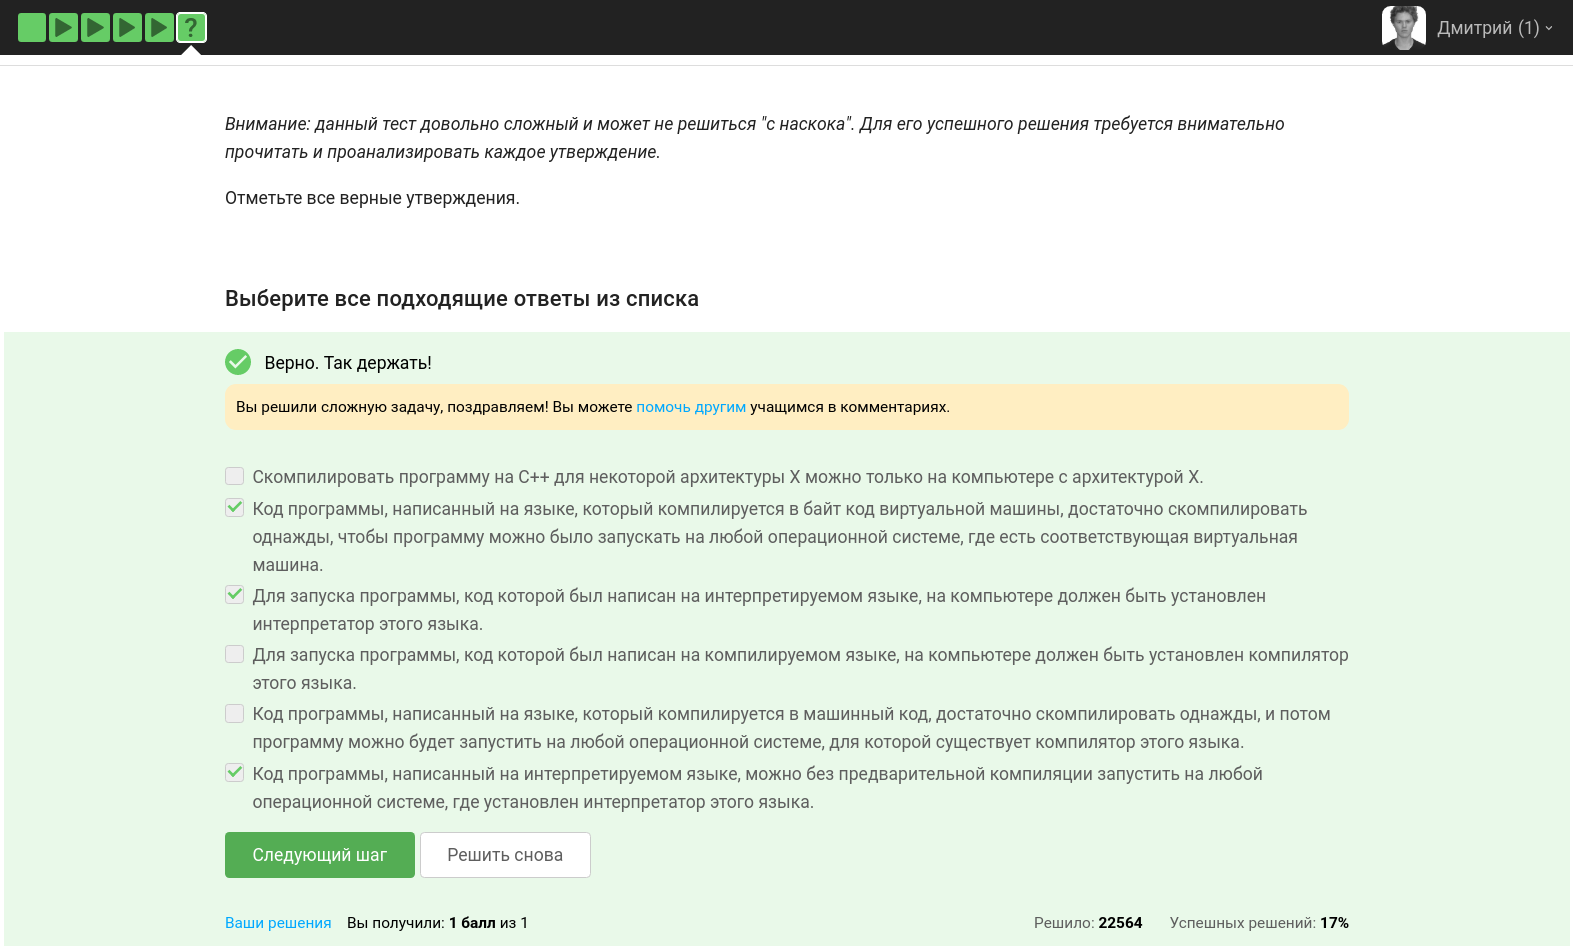 ?
Дмитрий (1)
Внимание: данный тест довольно сложный и может не решиться "с наскока". Для его успешного решения требуется внимательно
прочитать и проанализировать каждое утверждение.
Отметьте все верные утверждения.
Выберите все подходящие ответы из списка
Верно. Так держать!
Вы решили сложную задачу, поздравляем! Вы можете помочь другим учащимся в комментариях.
Скомпилировать программу на C++ для некоторой архитектуры X можно только на компьютере с архитектурой X.
Код программы, написанный на языке, который компилируется в байт код виртуальной машины, достаточно скомпилировать
однажды, чтобы программу можно было запускать на любой операционной системе, где есть соответствующая виртуальная
машина.
Для запуска программы, код которой был написан на интерпретируемом языке, на компьютере должен быть установлен
интерпретатор этого языка.
Для запуска программы, код которой был написан на компилируемом языке, на компьютере должен быть установлен компилятор
этого языка.
Код программы, написанный на языке, который компилируется в машинный код, достаточно скомпилировать однажды, и потом
программу можно будет запустить на любой операционной системе, для которой существует компилятор этого языка.
Код программы, написанный на интерпретируемом языке, можно без предварительной компиляции запустить на любой
операционной системе, где установлен интерпретатор этого языка.
Следующий шаг Решить снова
Ваши решения Вы получили: 1 балл из 1 Решило: 22564 Успешных решений: 17%